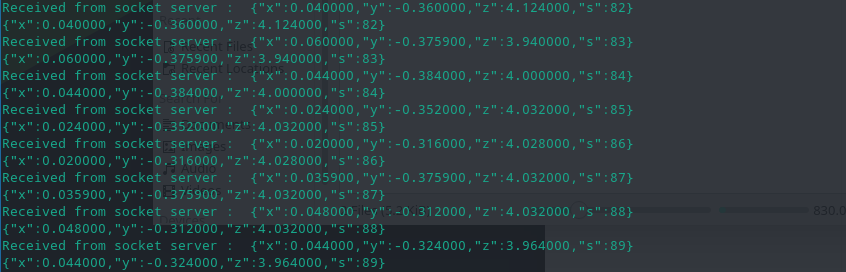 Received from socket server :  {"x":0.040000,"y":-0.360000,"z":4.124000,"s":82}
{"x":0.040000,"y":-0.360000,"z":4.124000,"s":82}
Received from socket server :  {"x":0.060000,"y":-0.375900,"z":3.940000,"s":83}
{"x":0.060000,"y":-0.375900,"z":3.940000,"s":83}
Received from socket server :  {"x":0.044000,"y":-0.384000,"z":4.000000,"s":84}
{"x":0.044000,"y":-0.384000,"z":4.000000,"s":84}
Received from socket server :  {"x":0.024000,"y":-0.352000,"z":4.032000,"s":85}
{"x":0.024000,"y":-0.352000,"z":4.032000,"s":85}
Received from socket server :  {"x":0.020000,"y":-0.316000,"z":4.028000,"s":86}
{"x":0.020000,"y":-0.316000,"z":4.028000,"s":86}
Received from socket server :  {"x":0.035900,"y":-0.375900,"z":4.032000,"s":87}
{"x":0.035900,"y":-0.375900,"z":4.032000,"s":87}
Received from socket server :  {"x":0.048000,"y":-0.312000,"z":4.032000,"s":88}
830.0
{"x":0.048000,"y":-0.312000,"z":4.032000,"s":88}
Received from socket server :  {"x":0.044000,"y":-0.324000,"z":3.964000,"s":89}
{"x":0.044000,"y":-0.324000,"z":3.964000,"s":89}